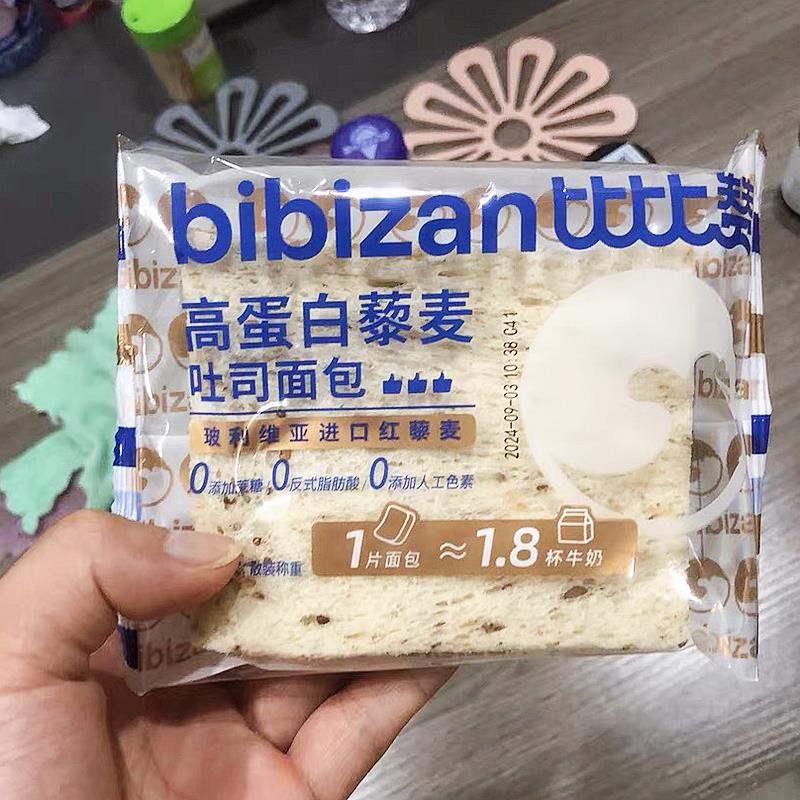 bibizan比比赞
高蛋白藜麦
吐司面包
玻利维亚进口红藜麦
0添加蔗糖 / 0反式脂肪酸 / 0添加人工色素
1片面包 ≈ 1.8杯牛奶
散装称重
2024-09-03 10:38 C41